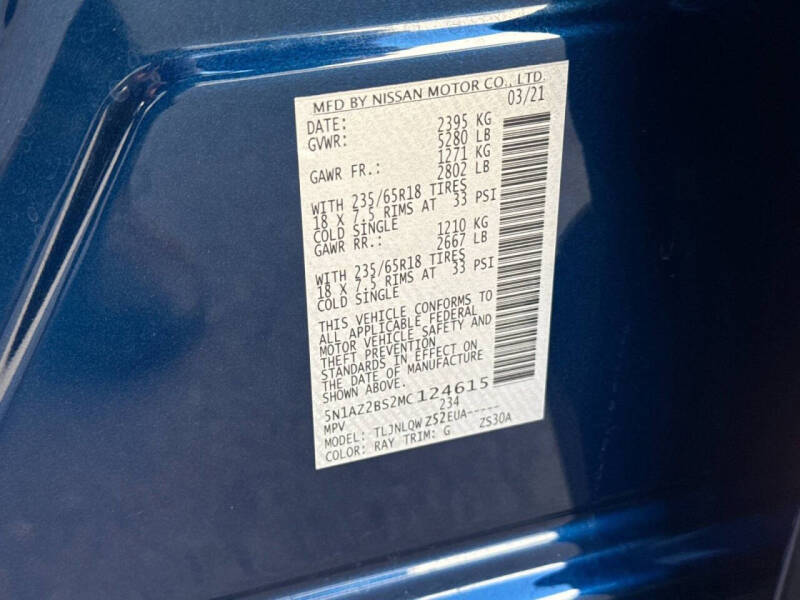 MFD BY NISSAN MOTOR CO., LTD.
DATE: 03/21
GVWR: 2395 KG
5280 LB
GAWR FR.: 1271 KG
2802 LB
WITH 235/65R18 TIRES
18 X 7.5 RIMS AT 33 PSI
COLD SINGLE
GAWR RR.: 1210 KG
2667 LB
WITH 235/65R18 TIRES
18 X 7.5 RIMS AT 33 PSI
COLD SINGLE
THIS VEHICLE CONFORMS TO
ALL APPLICABLE FEDERAL
MOTOR VEHICLE SAFETY AND
THEFT PREVENTION
STANDARDS IN EFFECT ON
THE DATE OF MANUFACTURE
SHOWN ABOVE.
5N1AZ2BS2MC124615
MPV 234
MODEL: TLJNLQWZS2EUA-----
COLOR: RAY TRIM: G ZS30A